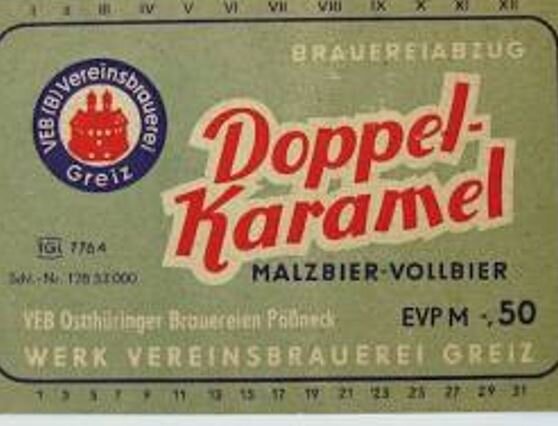 I II III IV V VI VII VIII IX X XI XII
BRAUEREIABZUG
VEB (B) Vereinsbrauerei
Greiz
Doppel-
Karamel
MALZBIER-VOLLBIER
TGL 7764
VEB Ostthüringer Brauereien Pößneck
EVP M -,50
WERK VEREINSBRAUEREI GREIZ
1 3 5 7 9 11 13 15 17 19 21 23 25 27 29 31